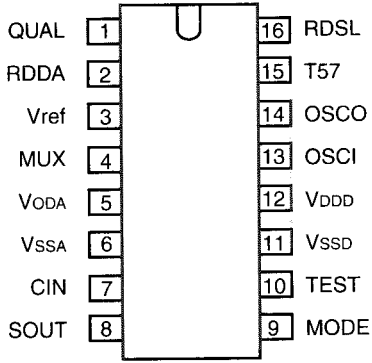 QUAL 1 16 RDSL
RDDA 2 15 T57
Vref 3 14 OSCO
MUX 4 13 OSCI
VODA 5 12 VDDD
VSSA 6 11 VSSD
CIN 7 10 TEST
SOUT 8 9 MODE